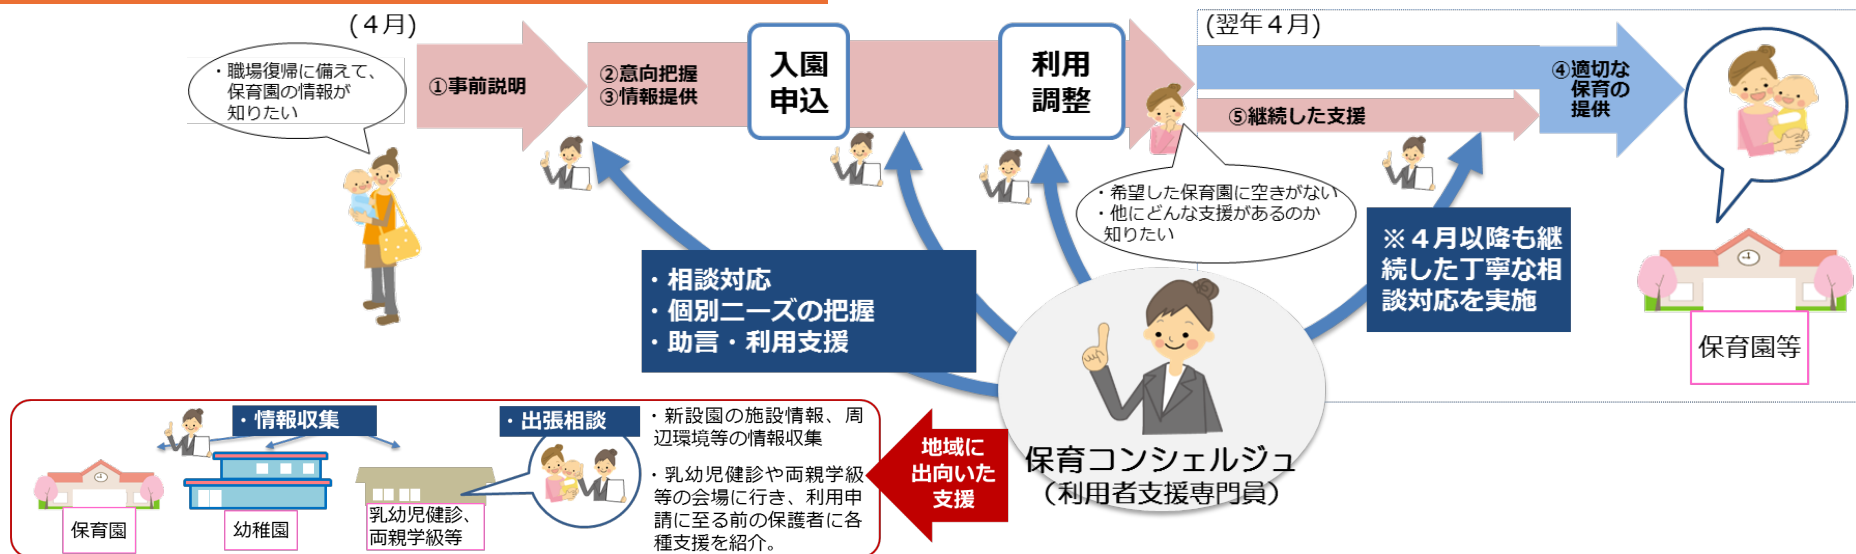 (４月)
・職場復帰に備えて、
保育園の情報が
知りたい
①事前説明
②意向把握
③情報提供
入園
申込
利用
調整
(翌年４月)
④適切な
保育の
提供
⑤継続した支援
・希望した保育園に空きがない
・他にどんな支援があるのか
知りたい
・相談対応
・個別ニーズの把握
・助言・利用支援
※４月以降も継
続した丁寧な相
談対応を実施
保育園等
保育コンシェルジュ
（利用者支援専門員）
地域に
出向いた
支援
・情報収集
・出張相談
・新設園の施設情報、周
辺環境等の情報収集
・乳幼児健診や両親学級
等の会場に行き、利用申
請に至る前の保護者に各
種支援を紹介。
保育園
幼稚園
乳幼児健診、
両親学級等